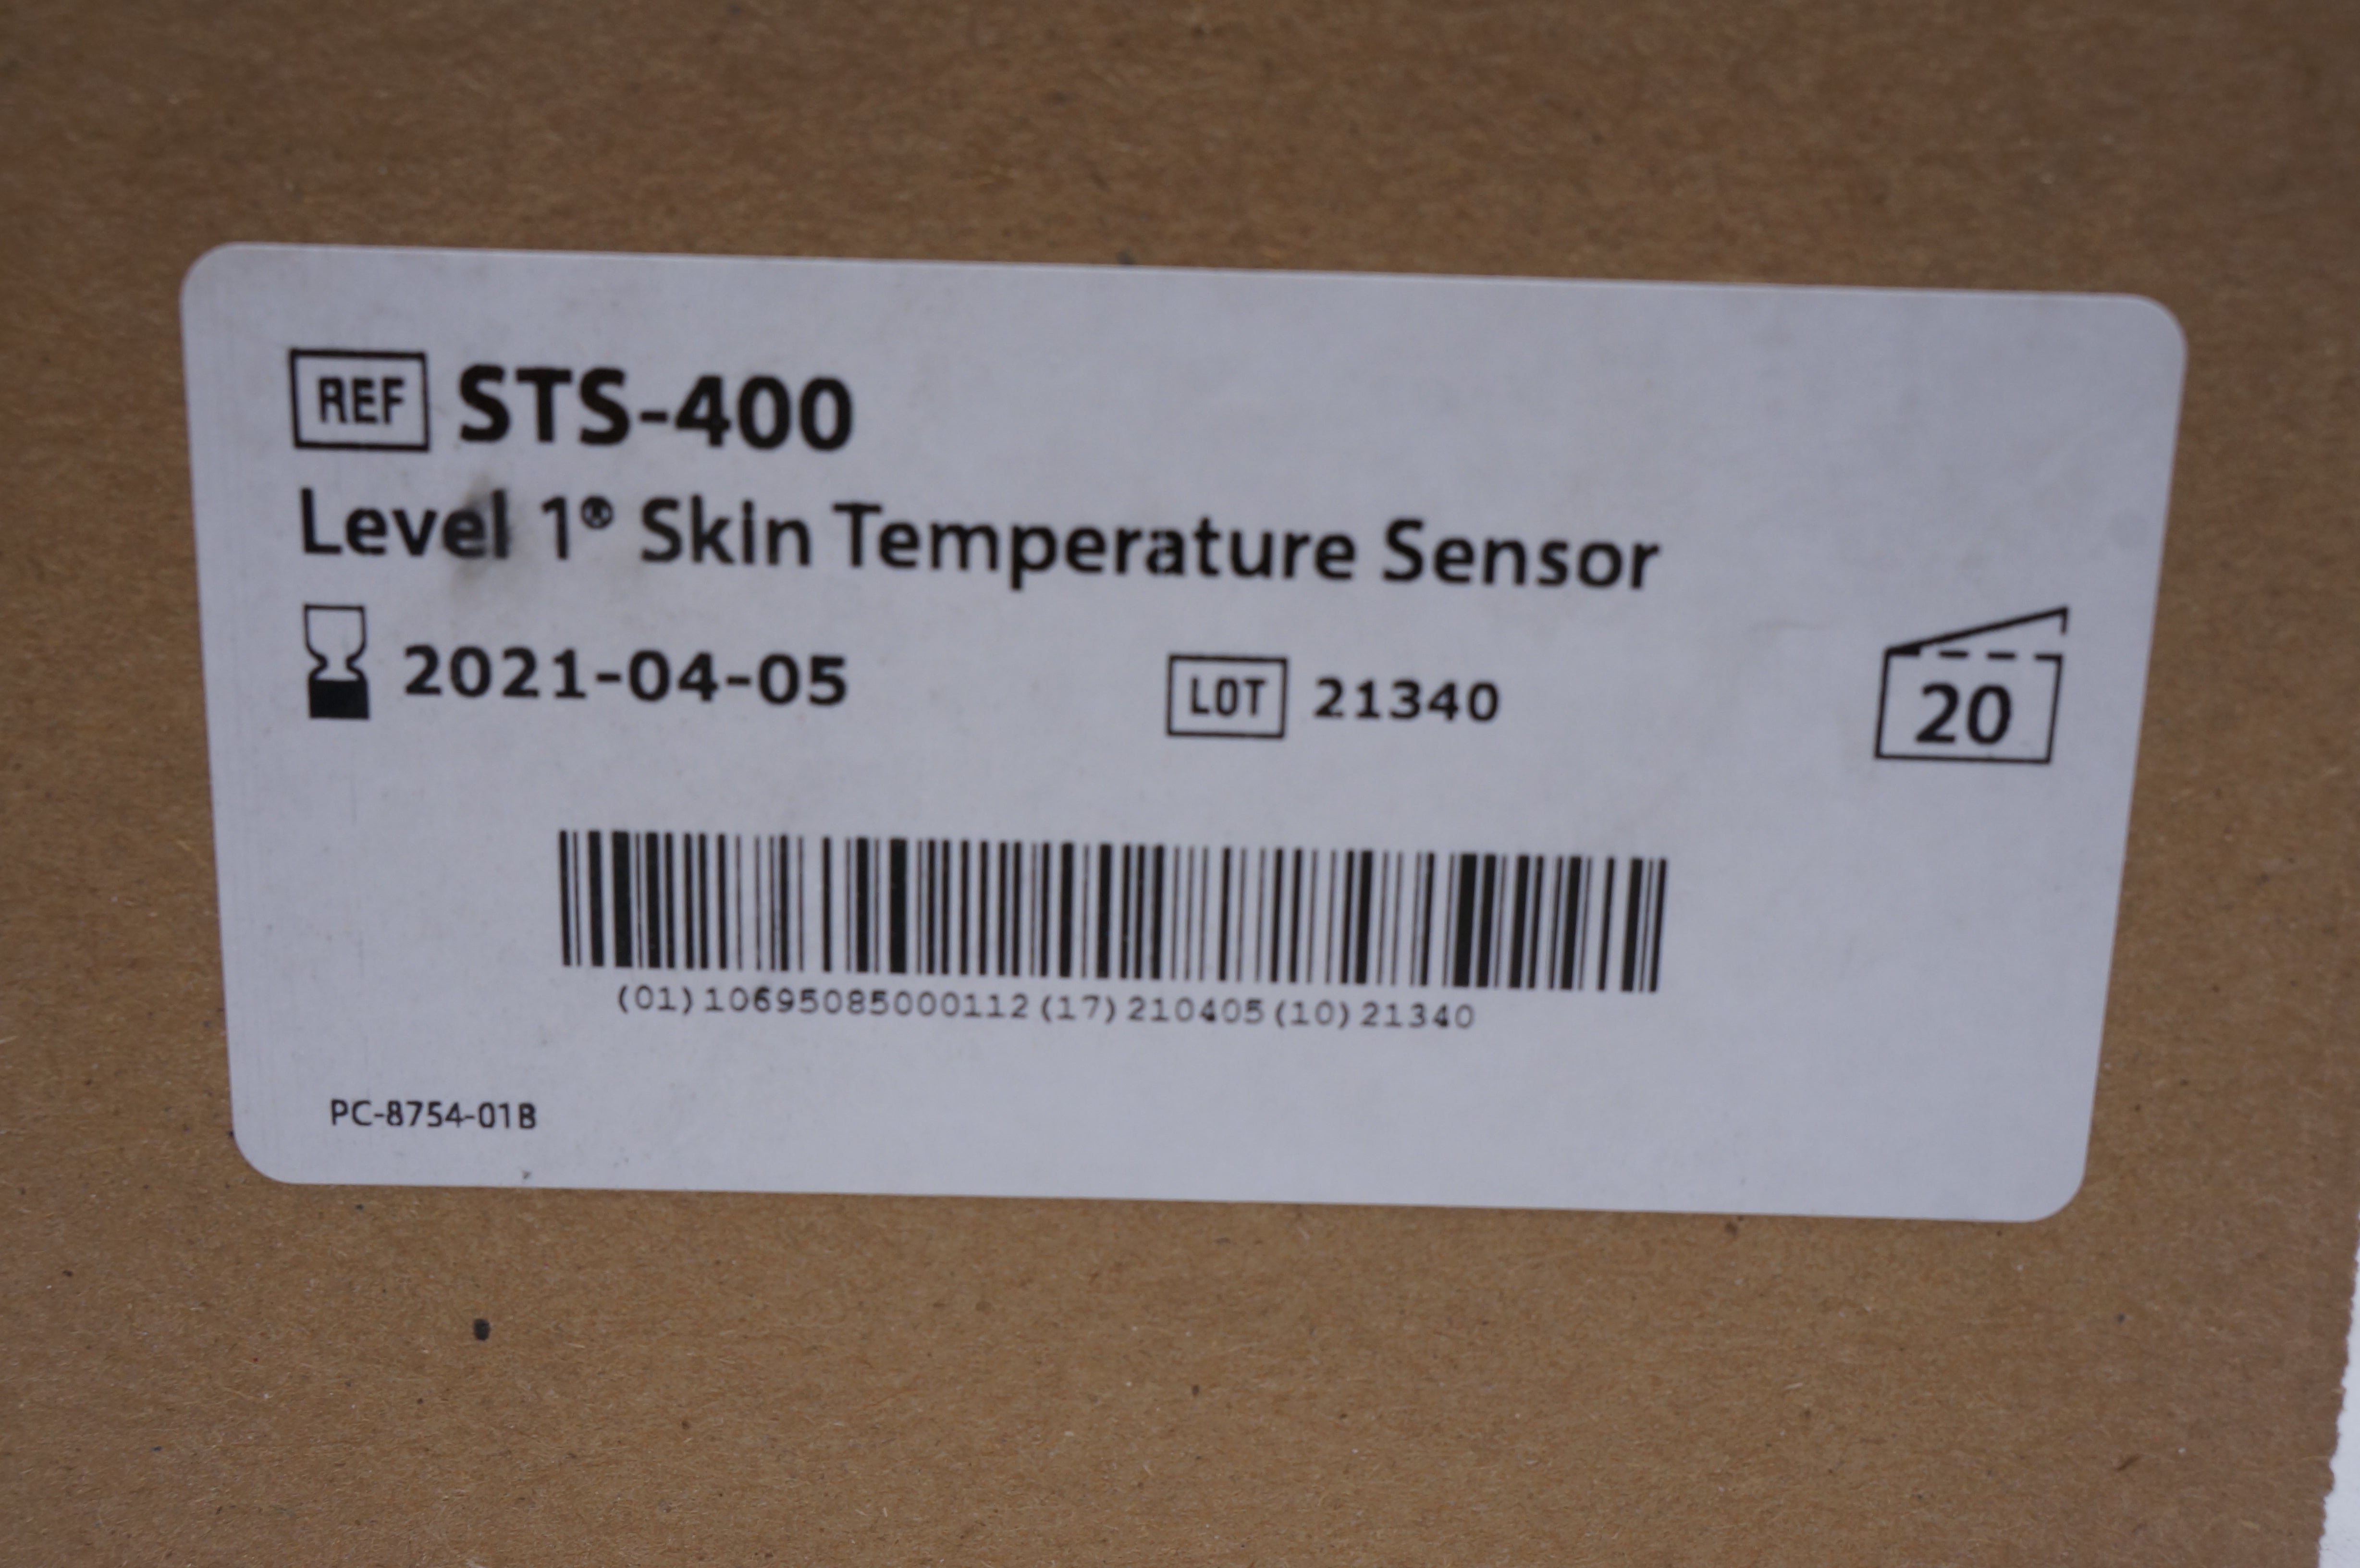 REF STS-400
Level 1® Skin Temperature Sensor
2021-04-05 LOT 21340 20
(01)10695085000112(17)210405(10)21340
PC-8754-01B